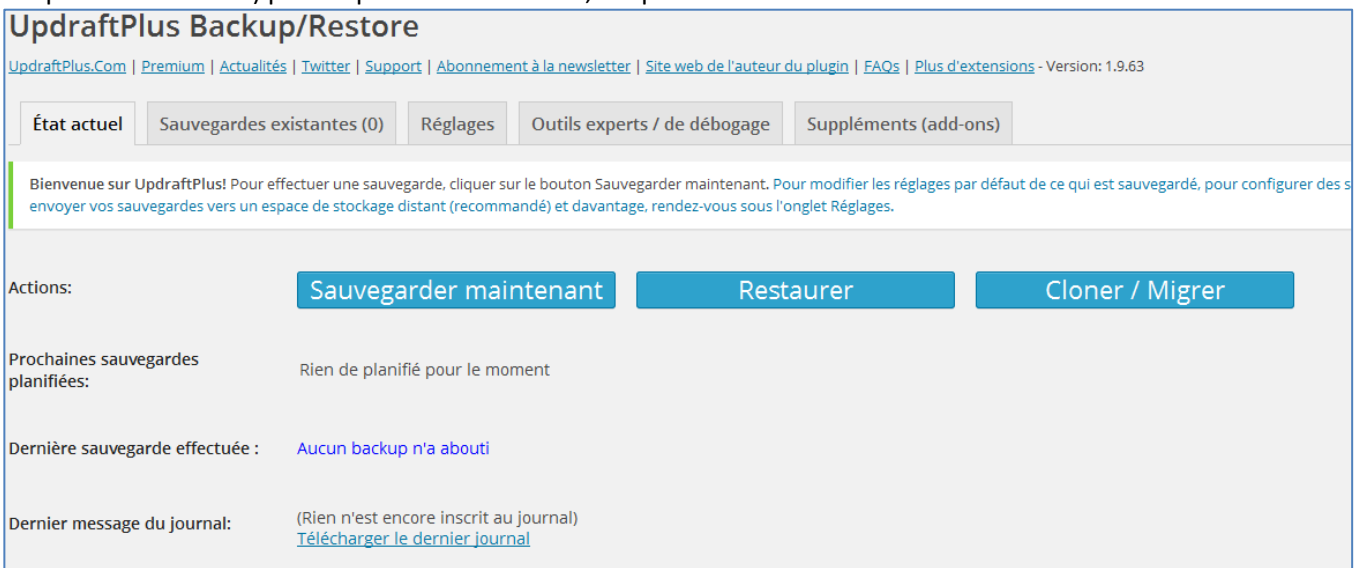 UpdraftPlus Backup/Restore
UpdraftPlus.Com | Premium | Actualités | Twitter | Support | Abonnement à la newsletter | Site web de l'auteur du plugin | FAQs | Plus d'extensions - Version: 1.9.63
État actuel Sauvegardes existantes (0) Réglages Outils experts / de débogage Suppléments (add-ons)
Bienvenue sur UpdraftPlus! Pour effectuer une sauvegarde, cliquer sur le bouton Sauvegarder maintenant. Pour modifier les réglages par défaut de ce qui est sauvegardé, pour configurer des s
envoyer vos sauvegardes vers un espace de stockage distant (recommandé) et davantage, rendez-vous sous l'onglet Réglages.
Actions: Sauvegarder maintenant Restaurer Cloner / Migrer
Prochaines sauvegardes
planifiées: Rien de planifié pour le moment
Dernière sauvegarde effectuée : Aucun backup n'a abouti
Dernier message du journal: (Rien n'est encore inscrit au journal)
Télécharger le dernier journal